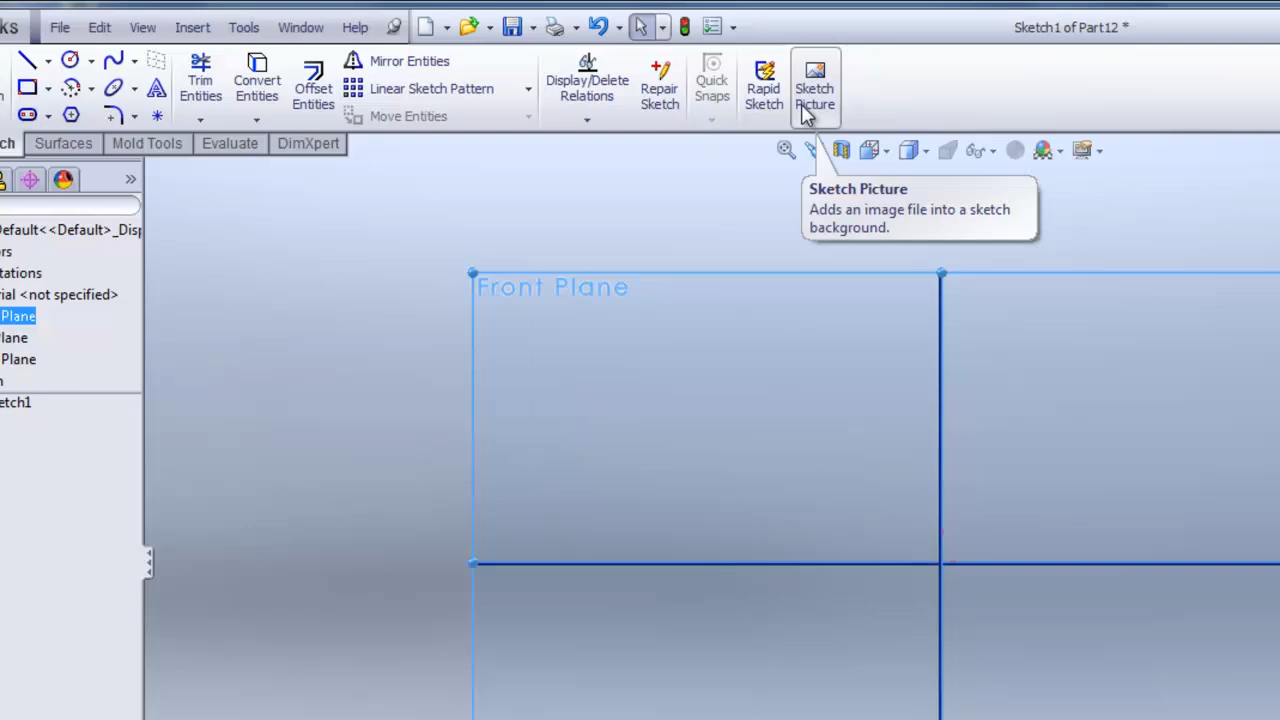 ks File Edit View Insert Tools Window Help Sketch1 of Part12 *
Trim Entities
Convert Entities
Offset Entities
Mirror Entities
Linear Sketch Pattern
Move Entities
Display/Delete Relations
Repair Sketch
Quick Snaps
Rapid Sketch
Sketch Picture
ch Surfaces Mold Tools Evaluate DimXpert
Sketch Picture
Adds an image file into a sketch
background.
Default<<Default>_Disp
rs
tations
rial <not specified>
Plane
lane
Plane
n
etch1
Front Plane